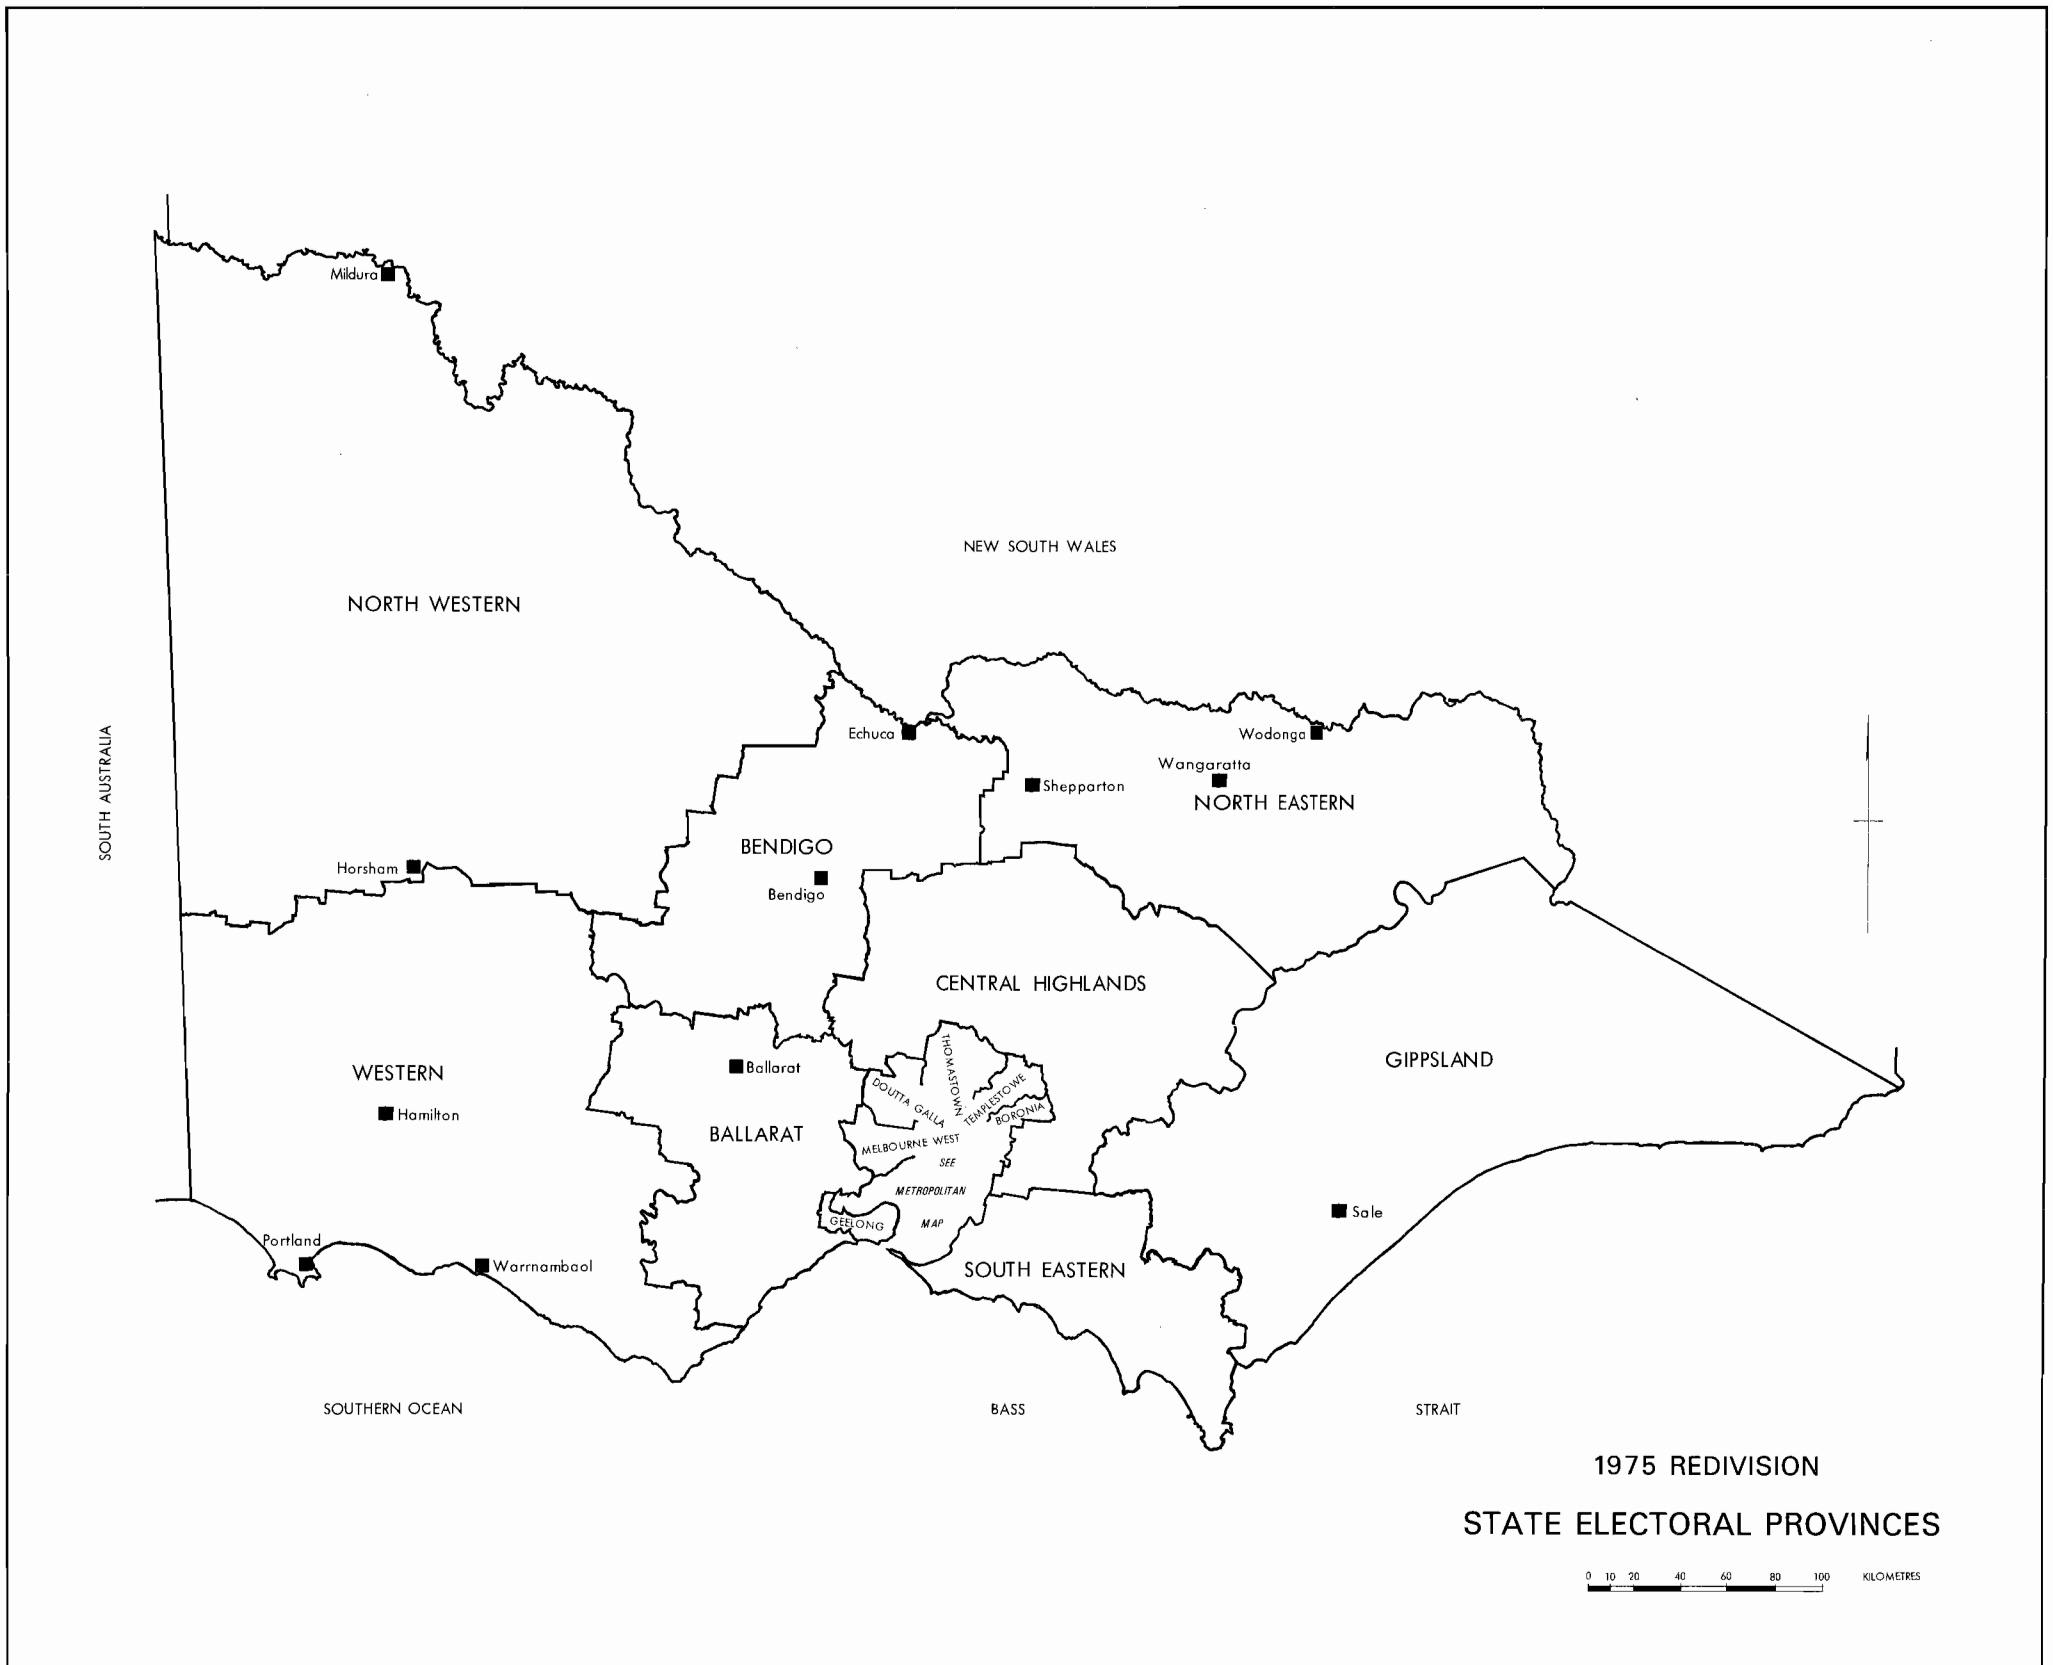 Mildura
NEW SOUTH WALES
NORTH WESTERN
SOUTH AUSTRALIA
Echuca
Wodonga
Wangaratta
Shepparton
NORTH EASTERN
BENDIGO
Horsham
Bendigo
CENTRAL HIGHLANDS
THOMASTOWN
GIPPSLAND
WESTERN
Ballarat
DOUTTA GALLA
TEMPLESTOWE
BORONIA
Hamilton
BALLARAT
MELBOURNE WEST
SEE
METROPOLITAN
MAP
GEELONG
Sale
Portland
Warrnambool
SOUTH EASTERN
SOUTHERN OCEAN
BASS
STRAIT
1975 REDIVISION
STATE ELECTORAL PROVINCES
0 10 20 40 60 80 100 KILOMETRES